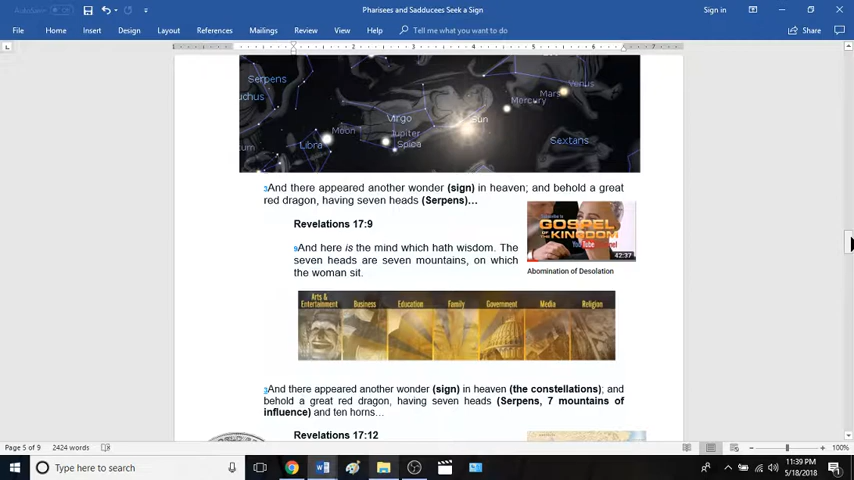 AutoSave
Pharisees and Sadducees Seek a Sign
Sign in
File Home Insert Design Layout References Mailings Review View Help Tell me what you want to do Share
Serpens
uchus
Virgo
Moon
Libra
Jupiter
Spica
Sun
Mercury
Mars
Venus
Sextans
3And there appeared another wonder (sign) in heaven; and behold a great
red dragon, having seven heads (Serpens)…
Revelations 17:9
9And here is the mind which hath wisdom. The
seven heads are seven mountains, on which
the woman sit.
GOSPEL
OF THE
KINGDOM
YouTube Channel
42:37
Abomination of Desolation
Arts &
Entertainment Business Education Family Government Media Religion
3And there appeared another wonder (sign) in heaven (the constellations); and
behold a great red dragon, having seven heads (Serpens, 7 mountains of
influence) and ten horns…
Revelations 17:12
Page 5 of 9 2424 words 100%
Type here to search
11:39 PM
5/18/2018